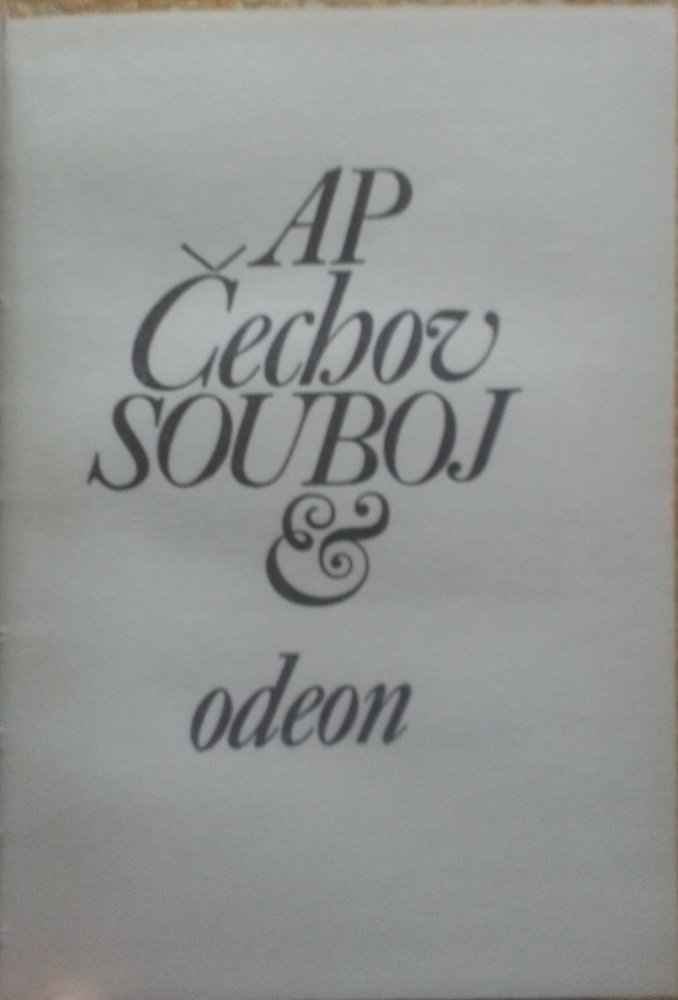 AP
Čechov
SOUBOJ
&
odeon